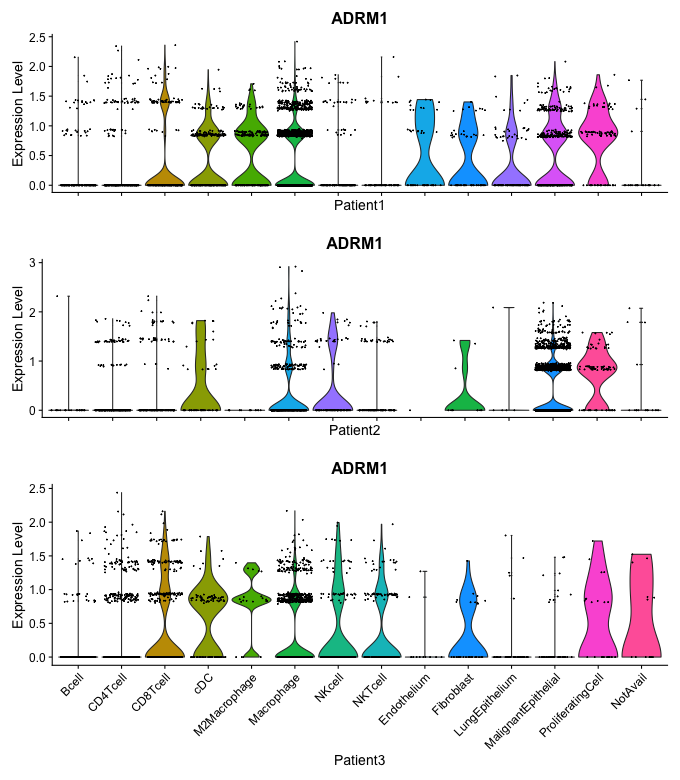 ADRM1
Expression Level
2.5
2.0
1.5
1.0
0.5
0.0
Patient1
ADRM1
Expression Level
3
2
1
0
Patient2
ADRM1
Expression Level
2.5
2.0
1.5
1.0
0.5
0.0
Bcell
CD4Tcell
CD8Tcell
cDC
M2Macrophage
Macrophage
NKcell
NKTcell
Endothelium
Fibroblast
LungEpithelium
MalignantEpithelial
ProliferatingCell
NotAvail
Patient3